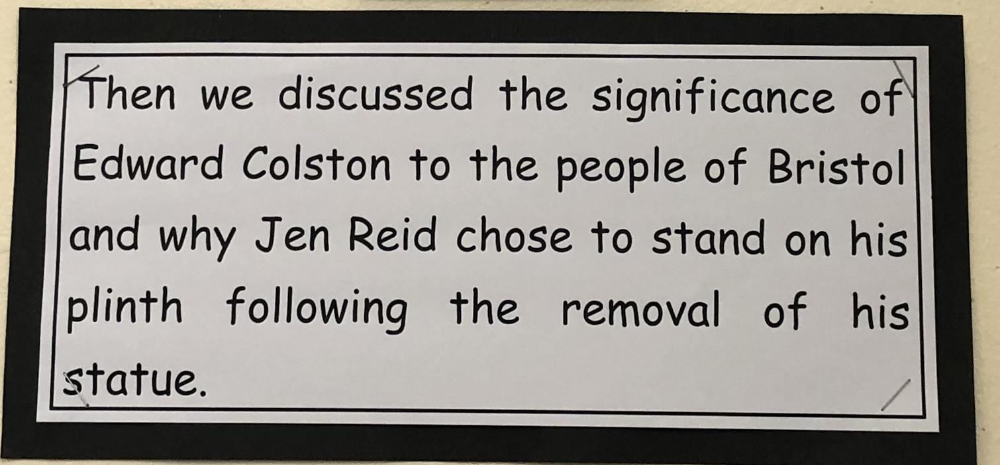 Then we discussed the significance of
Edward Colston to the people of Bristol
and why Jen Reid chose to stand on his
plinth following the removal of his
statue.